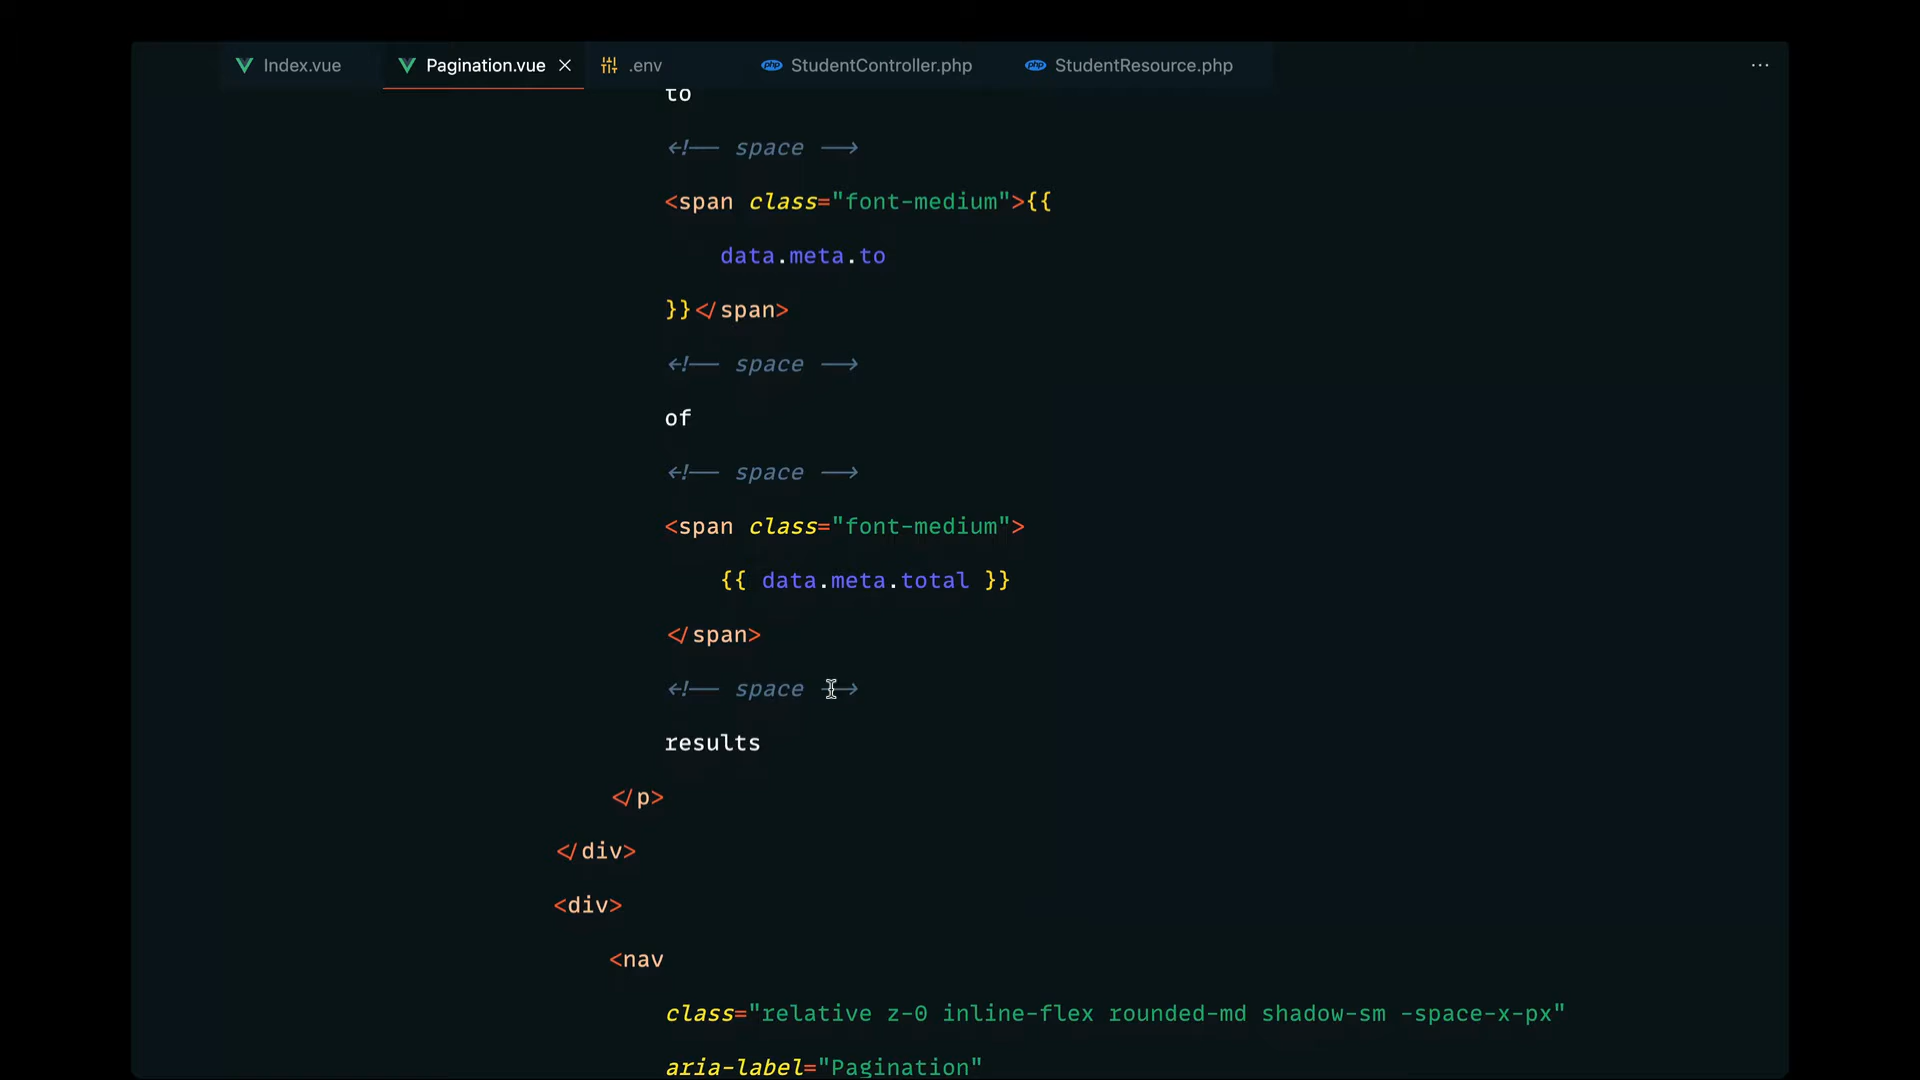 Index.vue Pagination.vue .env StudentController.php StudentResource.php
to
<!-- space -->
<span class="font-medium">{{
data.meta.to
}}</span>
<!-- space -->
of
<!-- space -->
<span class="font-medium">
{{ data.meta.total }}
</span>
<!-- space -->
results
</p>
</div>
<div>
<nav
class="relative z-0 inline-flex rounded-md shadow-sm -space-x-px"
aria-label="Pagination"